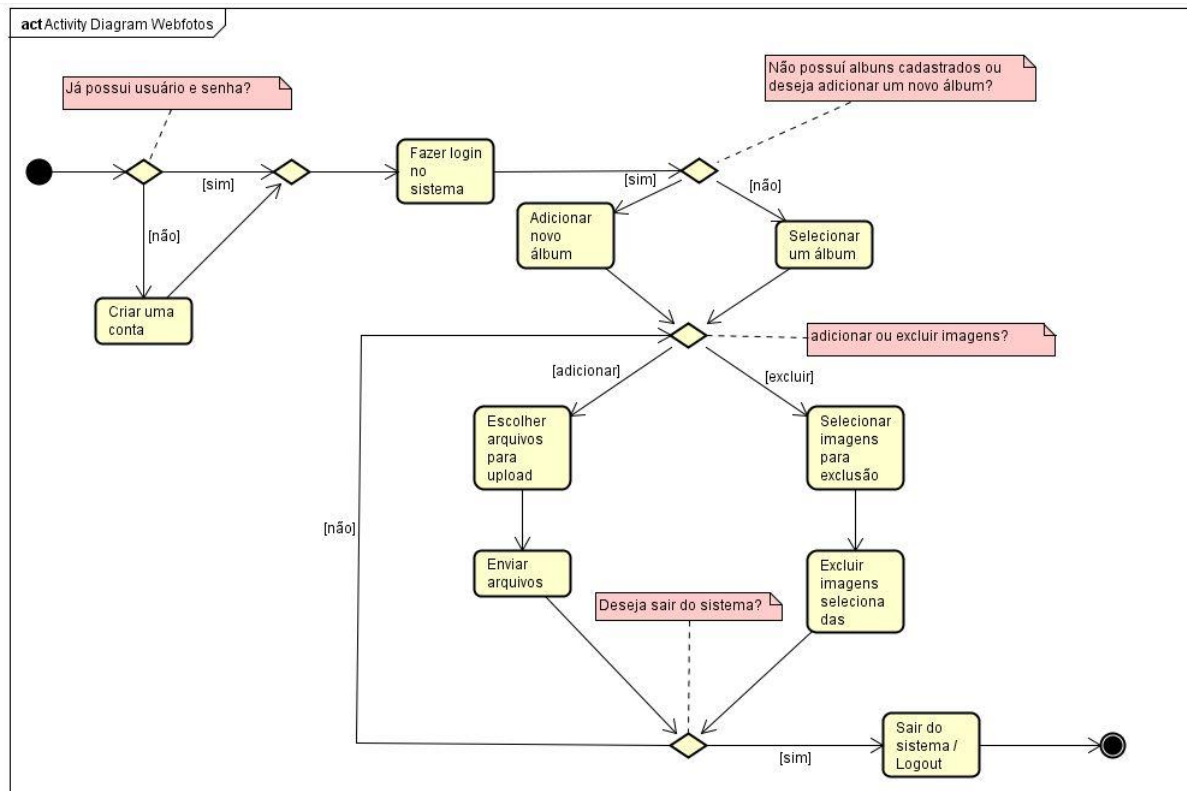 act Activity Diagram Webfotos
Já possui usuário e senha?
Não possuí albuns cadastrados ou
deseja adicionar um novo álbum?
Fazer login
no
sistema
[sim]
[sim]
[não]
[não]
Adicionar
novo
álbum
Selecionar
um álbum
Criar uma
conta
adicionar ou excluir imagens?
[adicionar]
[excluir]
Escolher
arquivos
para
upload
Selecionar
imagens
para
exclusão
[não]
Enviar
arquivos
Excluir
imagens
seleciona
das
Deseja sair do sistema?
[sim]
Sair do
sistema /
Logout